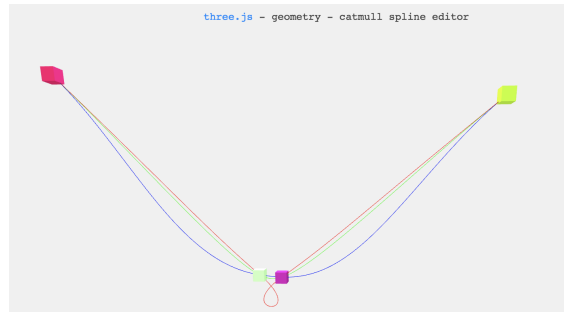 three.js - geometry - catmull spline editor